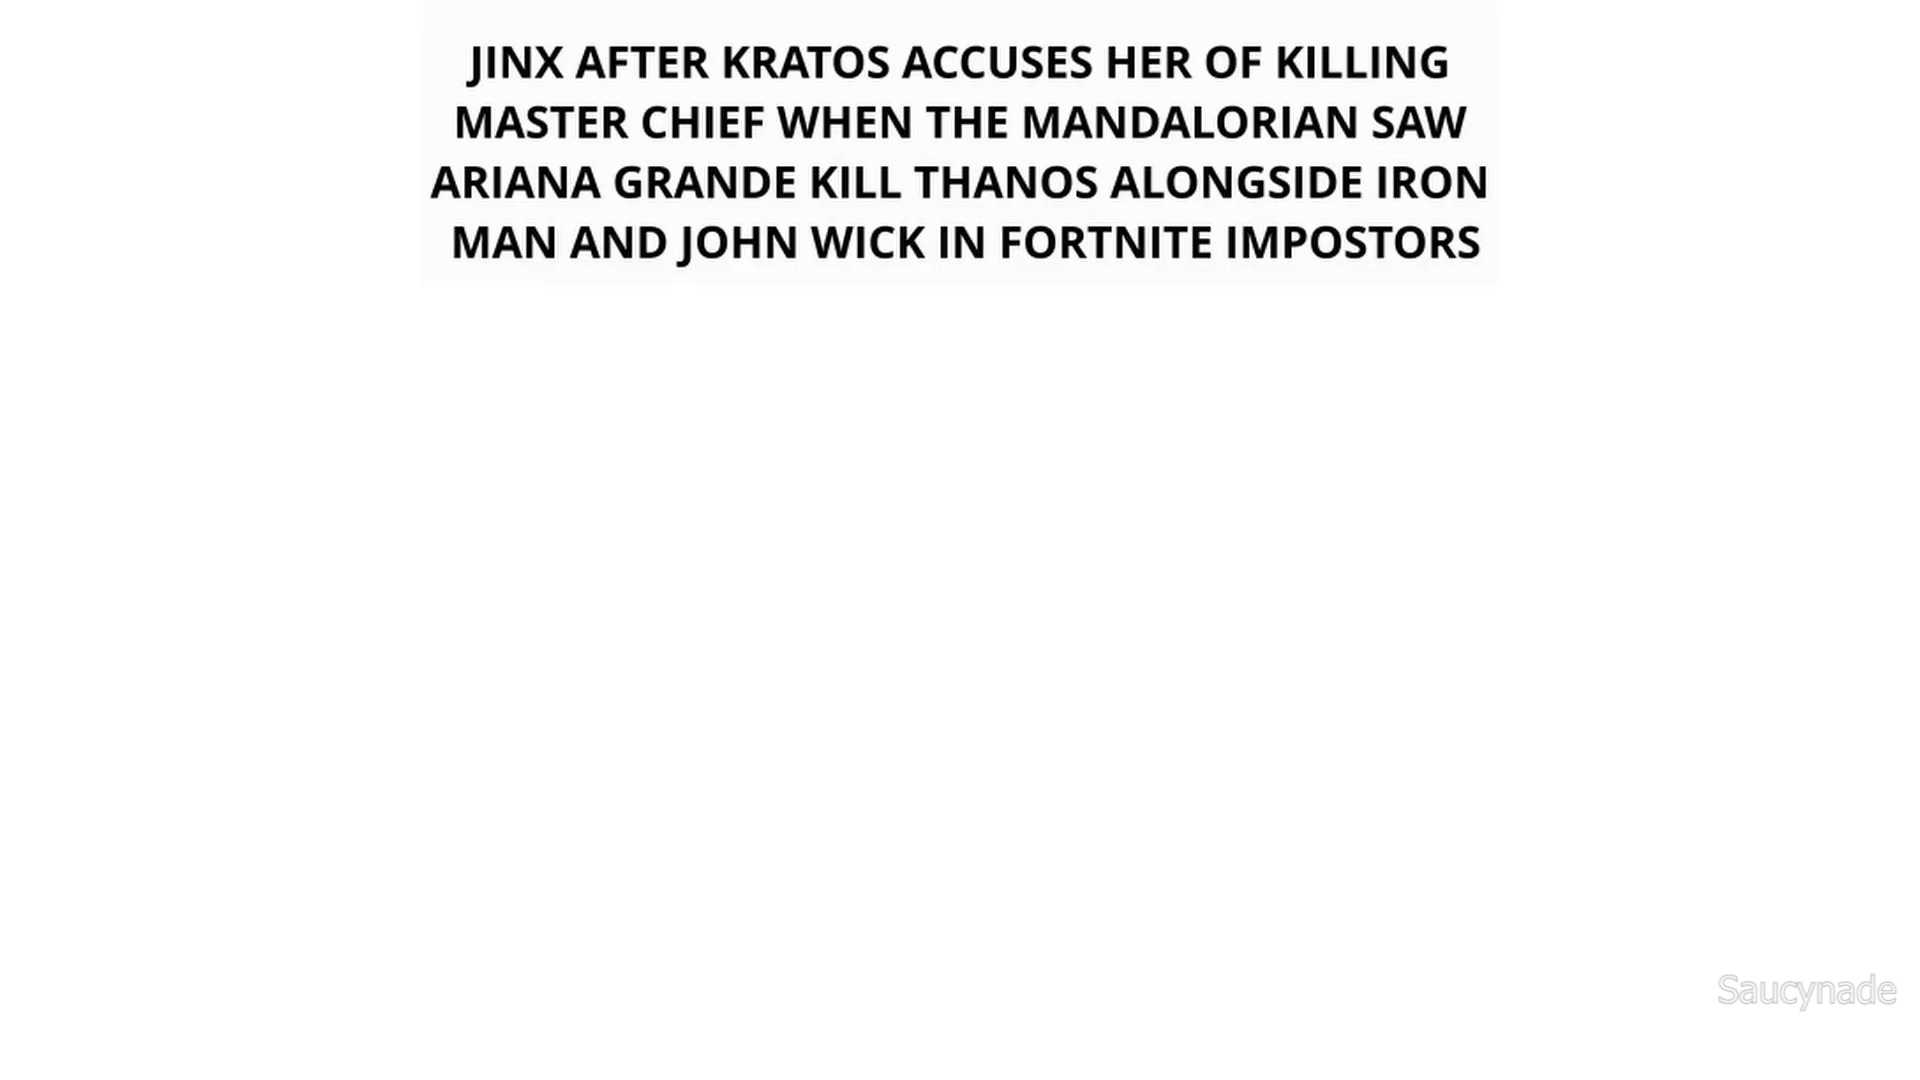 JINX AFTER KRATOS ACCUSES HER OF KILLING
MASTER CHIEF WHEN THE MANDALORIAN SAW
ARIANA GRANDE KILL THANOS ALONGSIDE IRON
MAN AND JOHN WICK IN FORTNITE IMPOSTORS
Saucynade